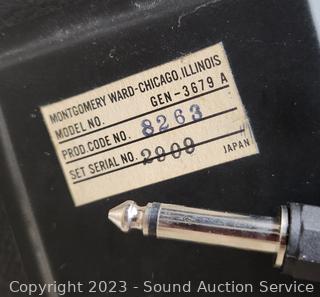 MONTGOMERY WARD-CHICAGO, ILLINOIS
MODEL NO. GEN-3679 A
PROD.CODE NO. 8263
SET SERIAL NO. 2909
JAPAN
Copyright © 2023 - Sound Auction Service